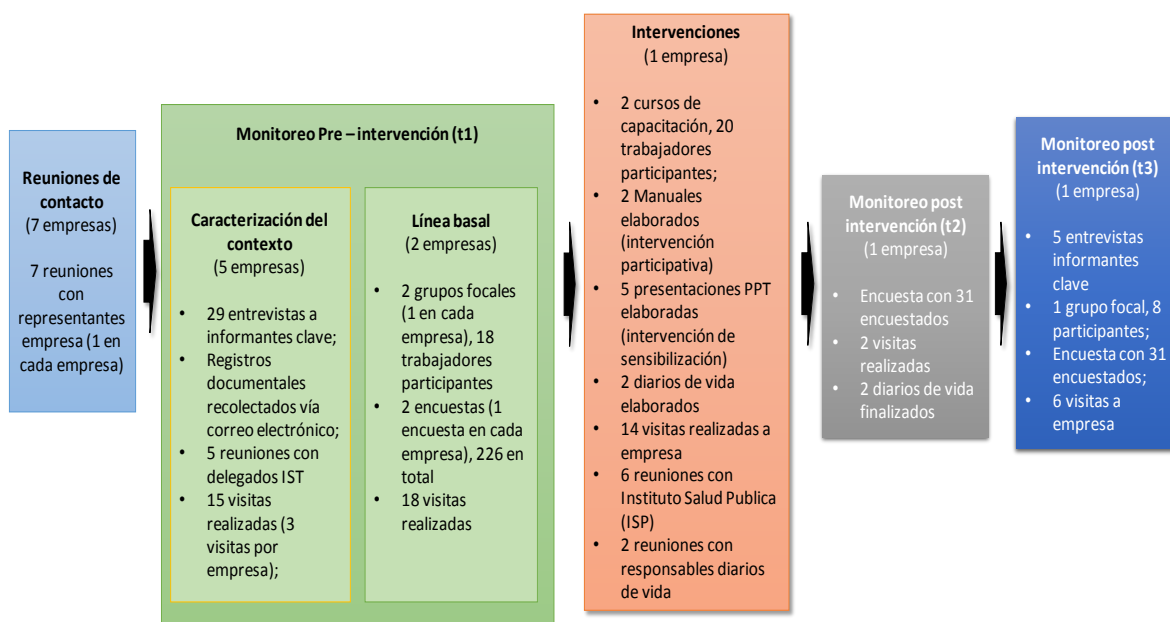 Reuniones de
contacto
(7 empresas)
7 reuniones
con
representantes
empresa (1 en
cada empresa)
Monitoreo Pre – intervención (t1)
Caracterización del
contexto
(5 empresas)
• 29 entrevistas a
informantes clave;
• Registros
documentales
recolectados vía
correo electrónico;
• 5 reuniones con
delegados IST
• 15 visitas
realizadas (3
visitas por
empresa);
Línea basal
(2 empresas)
• 2 grupos focales
(1 en cada
empresa), 18
trabajadores
participantes
• 2 encuestas (1
encuesta en cada
empresa), 226 en
total
• 18 visitas
realizadas
Intervenciones
(1 empresa)
• 2 cursos de
capacitación, 20
trabajadores
participantes;
• 2 Manuales
elaborados
(intervención
participativa)
• 5 presentaciones PPT
elaboradas
(intervención de
sensibilización)
• 2 diarios de vida
elaborados
• 14 visitas realizadas a
empresa
• 6 reuniones con
Instituto Salud Publica
(ISP)
• 2 reuniones con
responsables diarios
de vida
Monitoreo post
intervención (t2)
(1 empresa)
• Encuesta con 31
encuestados
• 2 visitas
realizadas
• 2 diarios de vida
finalizados
Monitoreo post
intervención (t3)
(1 empresa)
• 5 entrevistas
informantes
clave
• 1 grupo focal, 8
participantes;
• Encuesta con 31
encuestados;
• 6 visitas a
empresa